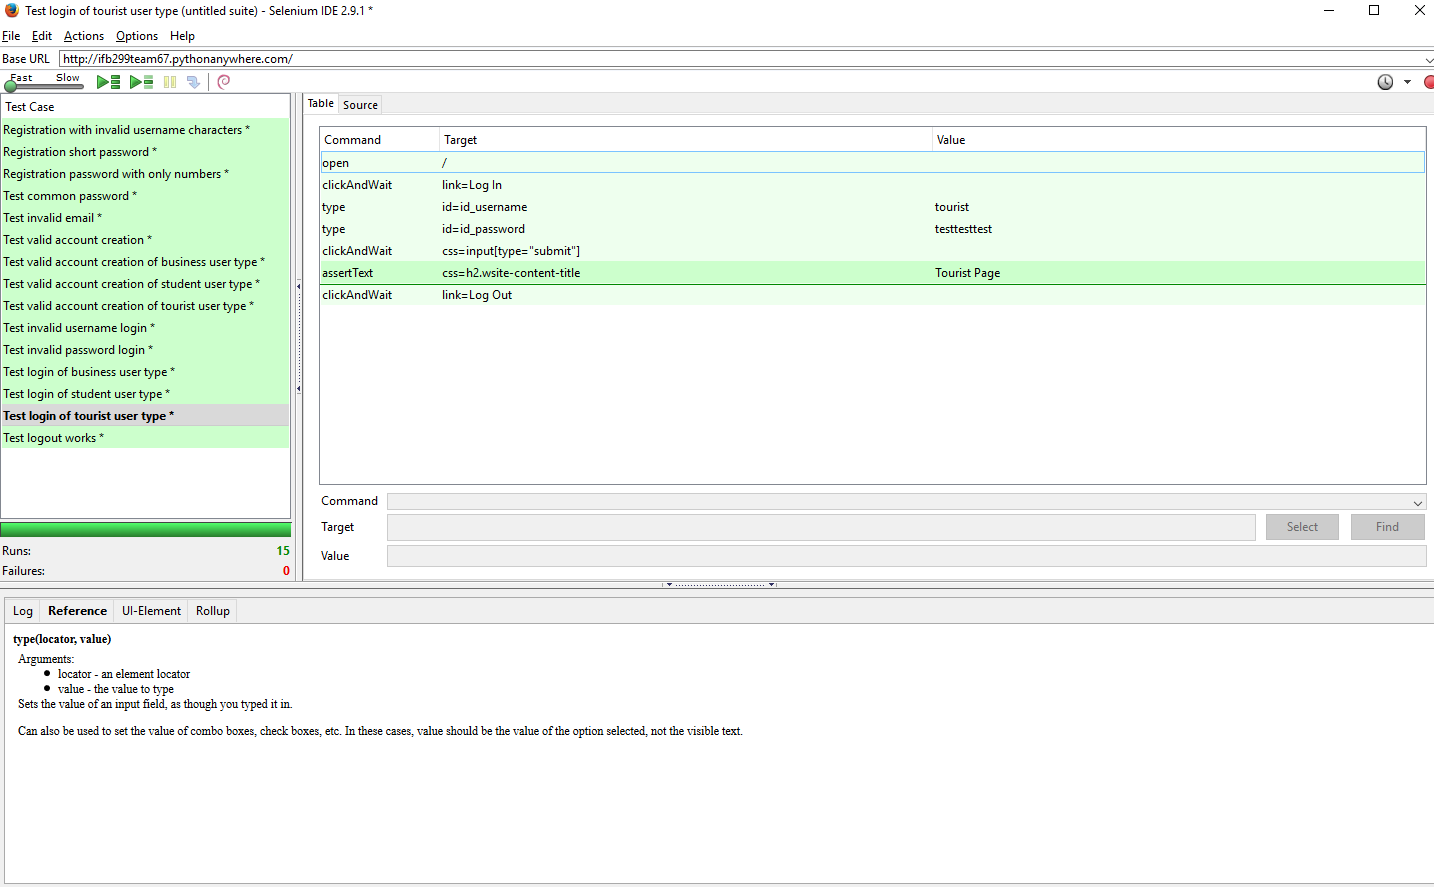 Test login of tourist user type (untitled suite) - Selenium IDE 2.9.1 *
File Edit Actions Options Help
Base URL http://ifb299team67.pythonanywhere.com/
Fast Slow
Test Case
Registration with invalid username characters *
Registration short password *
Registration password with only numbers *
Test common password *
Test invalid email *
Test valid account creation *
Test valid account creation of business user type *
Test valid account creation of student user type *
Test valid account creation of tourist user type *
Test invalid username login *
Test invalid password login *
Test login of business user type *
Test login of student user type *
Test login of tourist user type *
Test logout works *
Runs: 15
Failures: 0
Table Source
Command Target Value
open /
clickAndWait link=Log In
type id=id_username tourist
type id=id_password testtesttest
clickAndWait css=input[type="submit"]
assertText css=h2.wsite-content-title Tourist Page
clickAndWait link=Log Out
Command
Target Select Find
Value
Log Reference UI-Element Rollup
type(locator, value)
Arguments:
● locator - an element locator
● value - the value to type
Sets the value of an input field, as though you typed it in.
Can also be used to set the value of combo boxes, check boxes, etc. In these cases, value should be the value of the option selected, not the visible text.